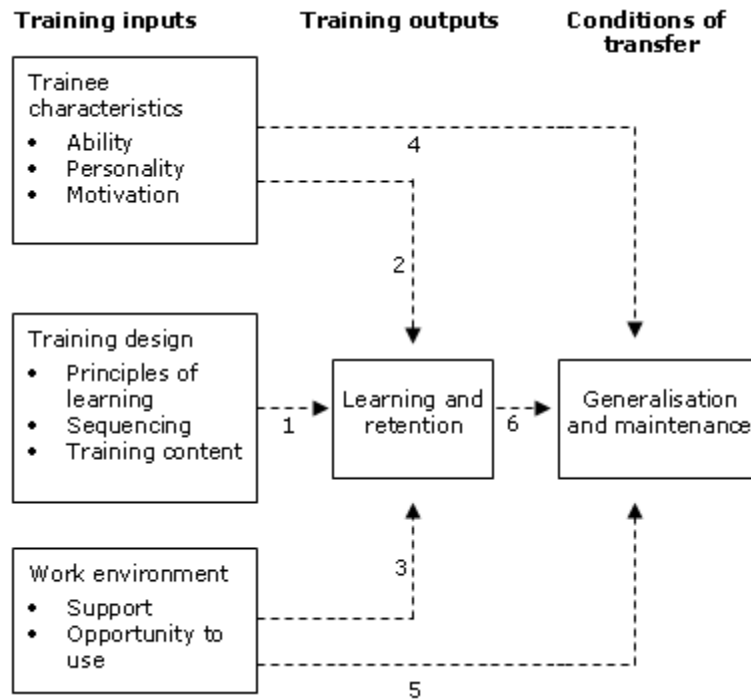 Training inputs
Training outputs
Conditions of
transfer
Trainee
characteristics
• Ability
• Personality
• Motivation
4
2
Training design
• Principles of
learning
• Sequencing
• Training content
1
Learning and
retention
6
Generalisation
and maintenance
Work environment
• Support
• Opportunity to
use
3
5